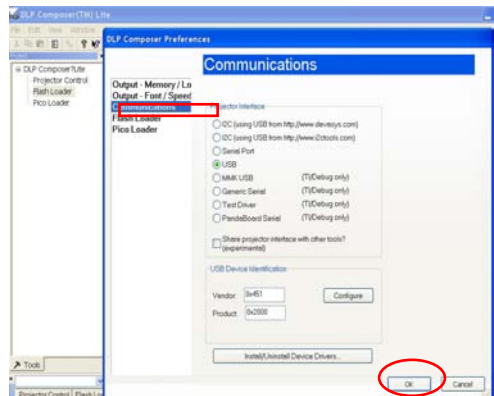 DLP Composer(TM) Lite
File Edit View Window
DLP Composer?Lite
Projector Control
Flash Loader
Pico Loader
Tools
Projector Control Flash Lo
DLP Composer Preferences
Output - Memory / Lo
Output - Font / Speed
Communications
Flash Loader
Pico Loader
Communications
Projector Interface
I2C (using USB from http://www.devasys.com)
I2C (using USB from http://www.i2ctools.com)
Serial Port
USB
MMK USB (TI/Debug only)
Generic Serial (TI/Debug only)
Test Driver (TI/Debug only)
PandaBoard Serial (TI/Debug only)
Share projector interface with other tools?
(experimental)
USB Device Identification
Vendor: 0x451 Configure
Product: 0x2000
Install/Uninstall Device Drivers...
OK Cancel